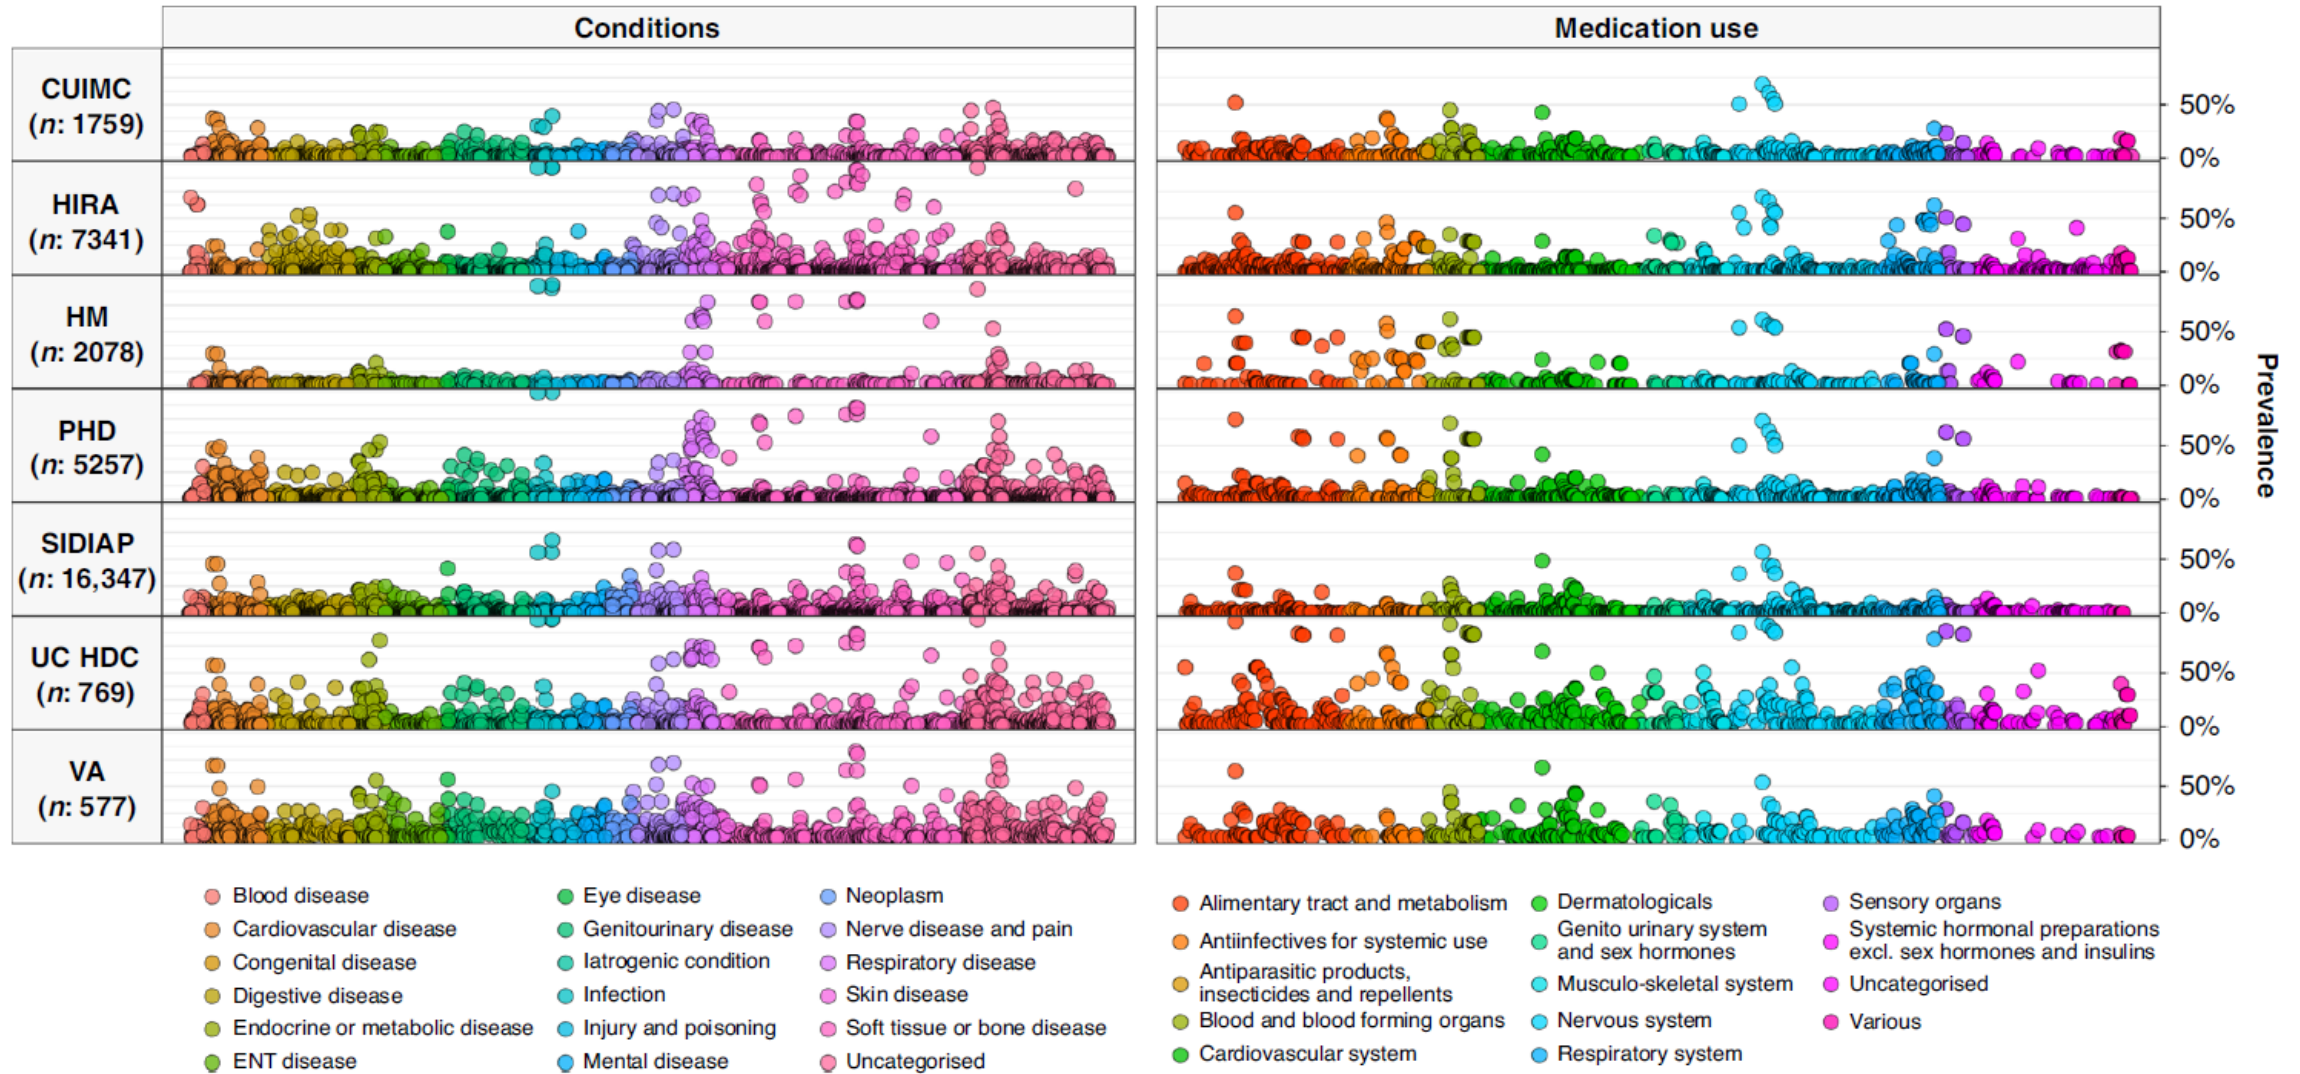 Conditions
Medication use
CUIMC
(n: 1759)
50%
0%
HIRA
(n: 7341)
50%
0%
HM
(n: 2078)
50%
0%
PHD
(n: 5257)
50%
0%
SIDIAP
(n: 16,347)
50%
0%
UC HDC
(n: 769)
50%
0%
VA
(n: 577)
50%
0%
Prevalence
Blood disease
Cardiovascular disease
Congenital disease
Digestive disease
Endocrine or metabolic disease
ENT disease
Eye disease
Genitourinary disease
Iatrogenic condition
Infection
Injury and poisoning
Mental disease
Neoplasm
Nerve disease and pain
Respiratory disease
Skin disease
Soft tissue or bone disease
Uncategorised
Alimentary tract and metabolism
Antiinfectives for systemic use
Antiparasitic products,
insecticides and repellents
Blood and blood forming organs
Cardiovascular system
Dermatologicals
Genito urinary system
and sex hormones
Musculo-skeletal system
Nervous system
Respiratory system
Sensory organs
Systemic hormonal preparations
excl. sex hormones and insulins
Uncategorised
Various